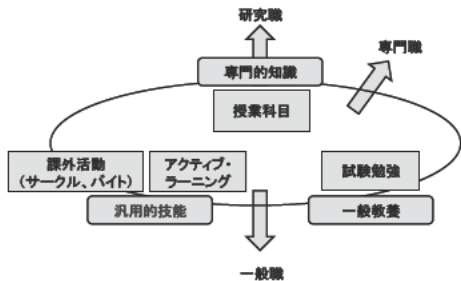 研究職
専門職
専門的知識
授業科目
課外活動
(サークル、バイト)
アクティブ・
ラーニング
試験勉強
汎用的技能
一般教養
一般職